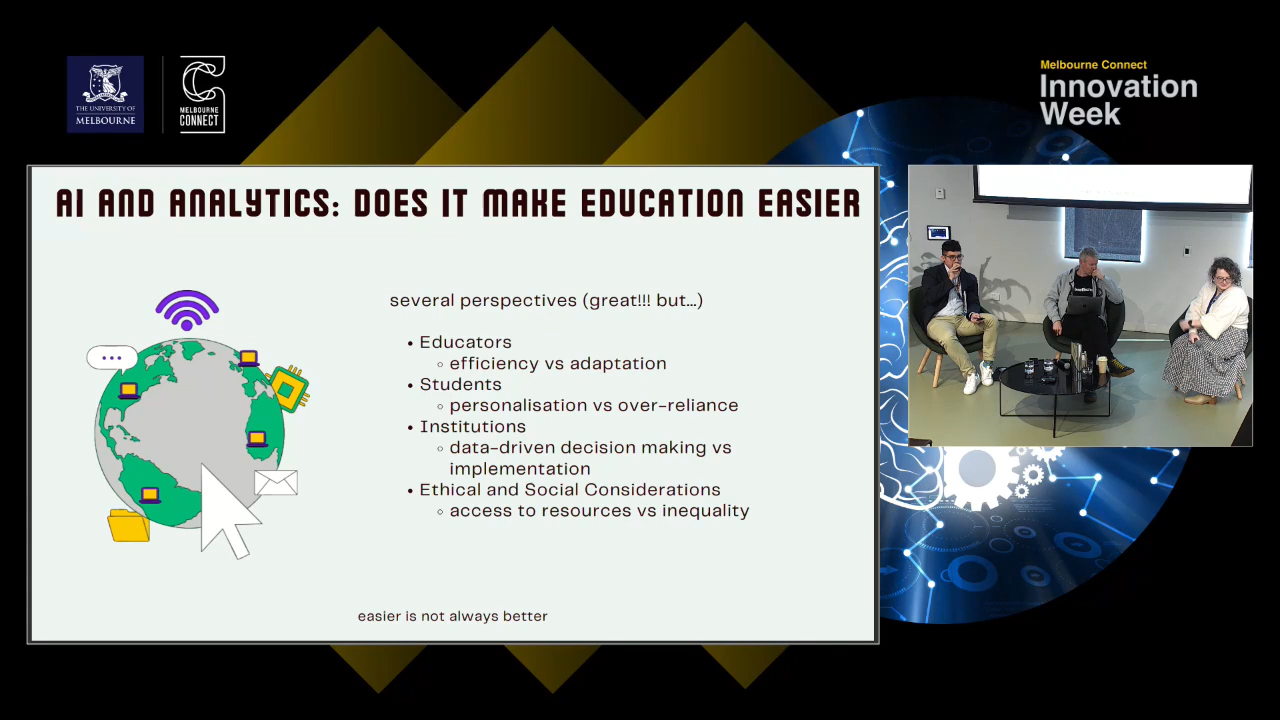 THE UNIVERSITY OF
MELBOURNE
MELBOURNE
CONNECT
Melbourne Connect
Innovation
Week
AI AND ANALYTICS: DOES IT MAKE EDUCATION EASIER
several perspectives (great!!! but...)
• Educators
◦ efficiency vs adaptation
• Students
◦ personalisation vs over-reliance
• Institutions
◦ data-driven decision making vs
implementation
• Ethical and Social Considerations
◦ access to resources vs inequality
easier is not always better